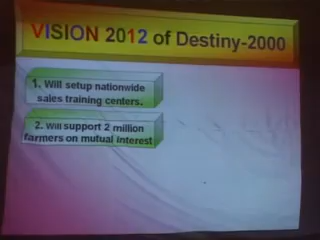 VISION 2012 of Destiny-2000
1. Will setup nationwide
sales training centers.
2. Will support 2 million
farmers on mutual interest